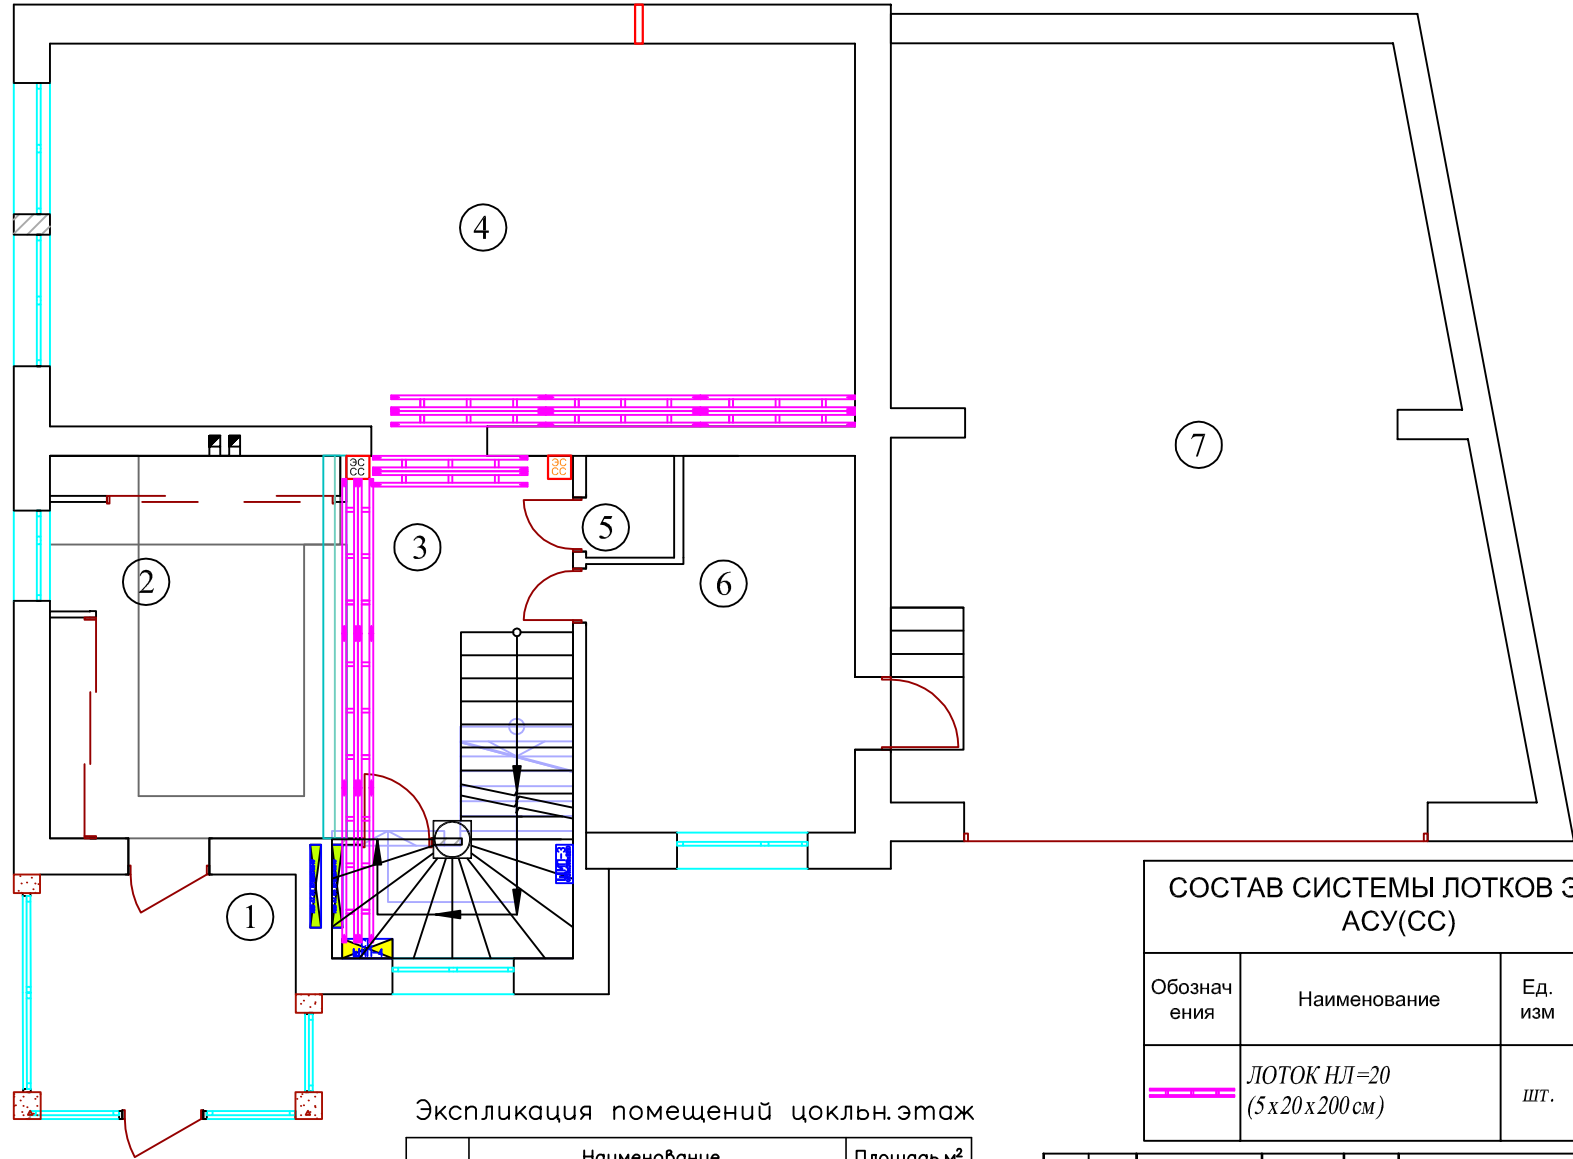 4
7
ЭС
СС
ЭС
СС
3
5
2
6
1
СОСТАВ СИСТЕМЫ ЛОТКОВ Э
АСУ(СС)
Обознач
ения
Наименование
Ед.
изм
ЛОТОК НЛ=20
(5х20х200см)
шт.
Экспликация помещений цокльн.этаж
Наименование
Площадь м²